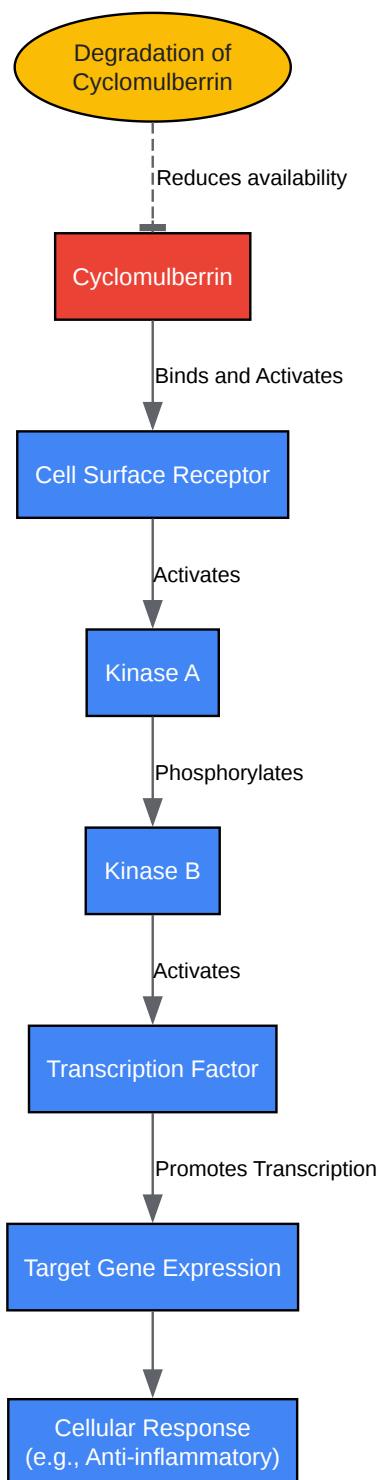 Degradation of
Cyclomulberrin
Reduces availability
Cyclomulberrin
Binds and Activates
Cell Surface Receptor
Activates
Kinase A
Phosphorylates
Kinase B
Activates
Transcription Factor
Promotes Transcription
Target Gene Expression
Cellular Response
(e.g., Anti-inflammatory)